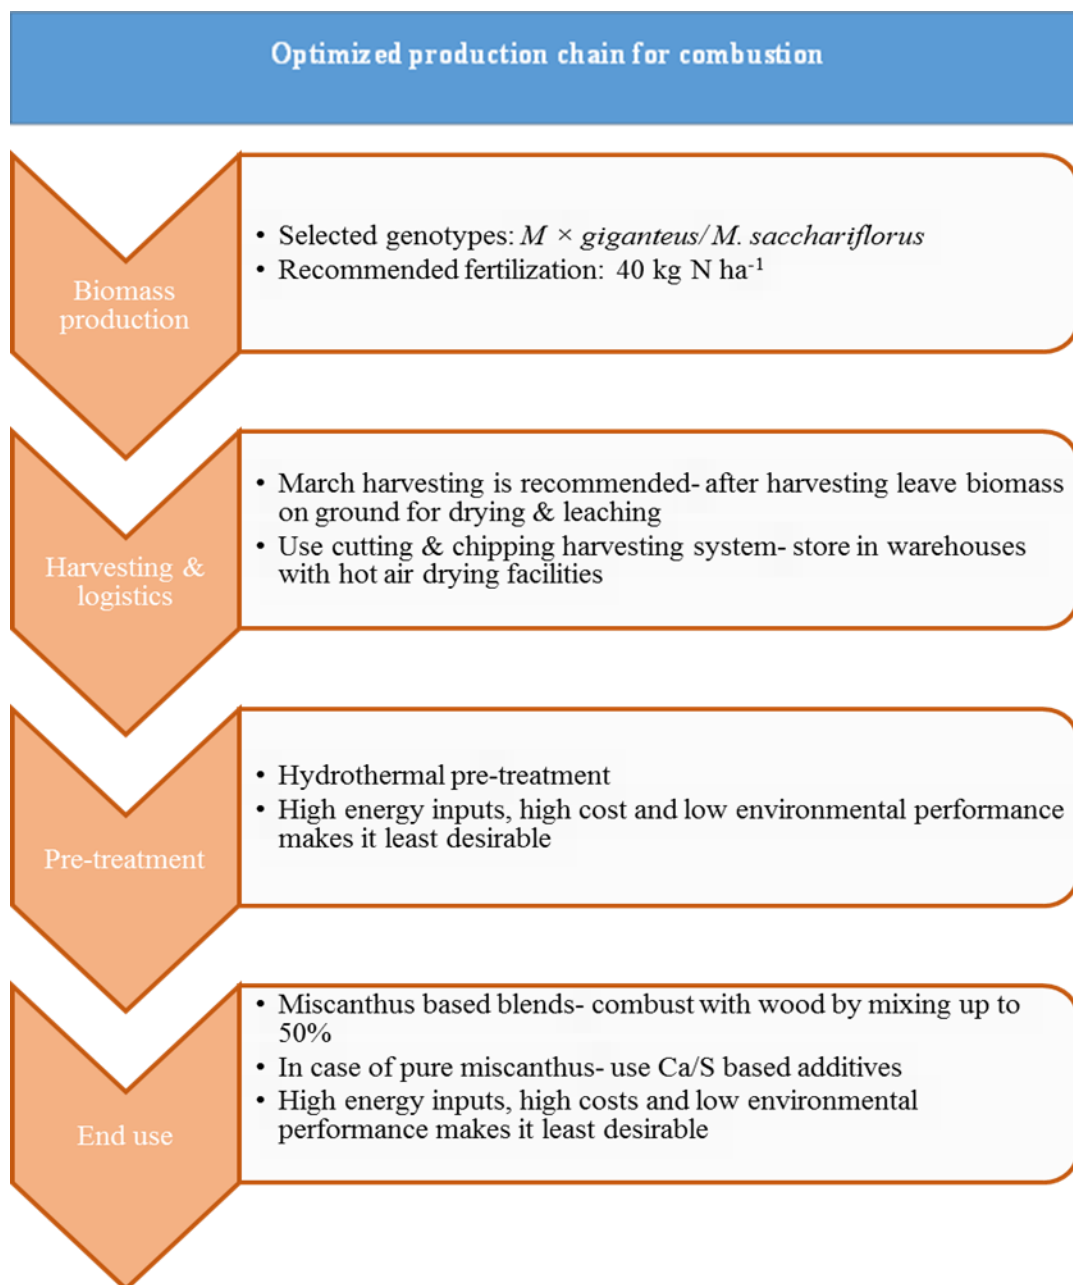 Optimized production chain for combustion
Biomass
production
• Selected genotypes: M × giganteus/ M. sacchariflorus
• Recommended fertilization: 40 kg N ha⁻¹
Harvesting &
logistics
• March harvesting is recommended- after harvesting leave biomass
on ground for drying & leaching
• Use cutting & chipping harvesting system- store in warehouses
with hot air drying facilities
Pre-treatment
• Hydrothermal pre-treatment
• High energy inputs, high cost and low environmental performance
makes it least desirable
End use
• Miscanthus based blends- combust with wood by mixing up to
50%
• In case of pure miscanthus- use Ca/S based additives
• High energy inputs, high costs and low environmental
performance makes it least desirable